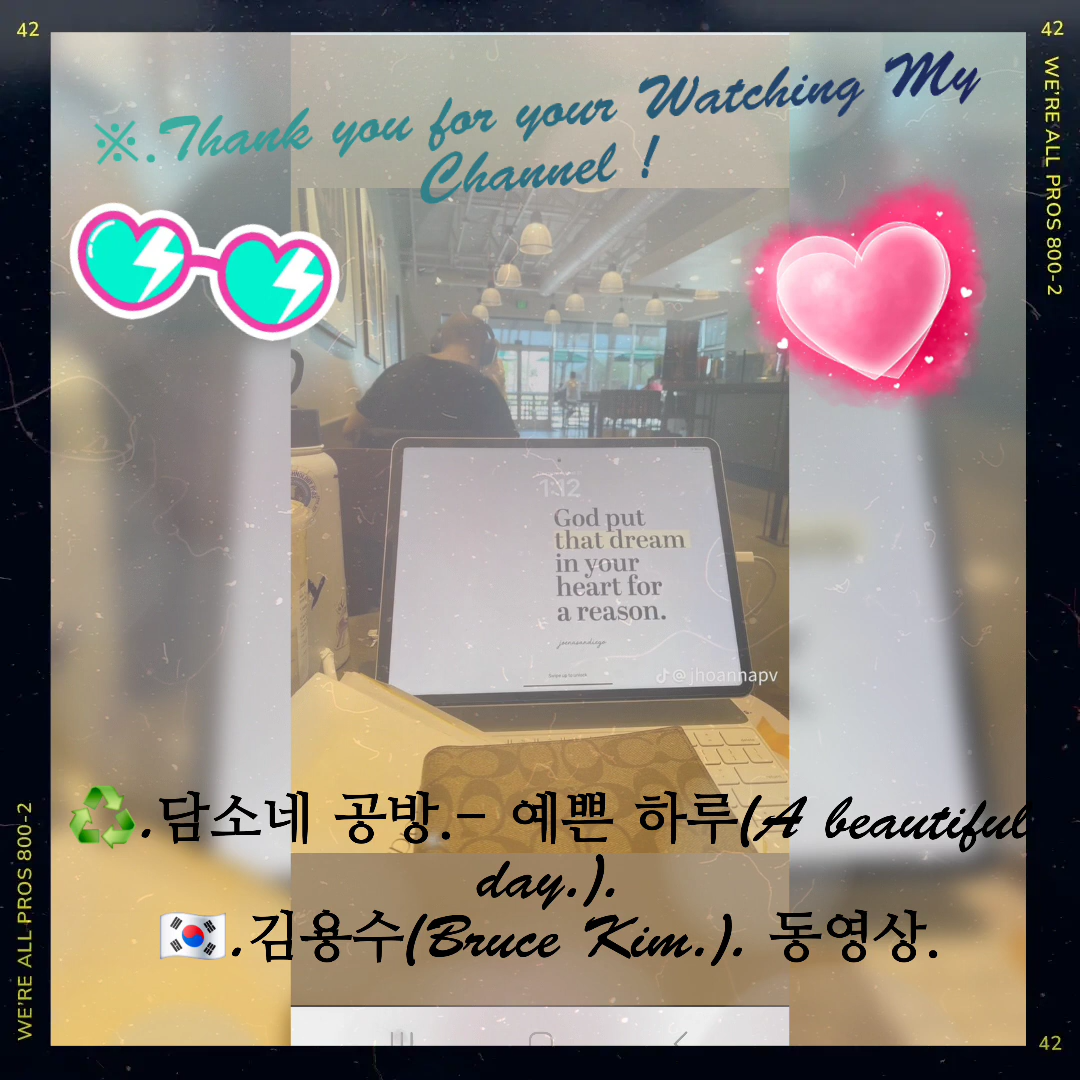 42
42
WE'RE ALL PROS 800-2
※.Thank you for your Watching My
Channel !
1:12
God put
that dream
in your
heart for
a reason.
@jhoannapv
♻️.담소네 공방.- 예쁜 하루(A beautiful
day.).
🇰🇷.김용수(Bruce Kim.). 동영상.
WE'RE ALL PROS 800-2
42